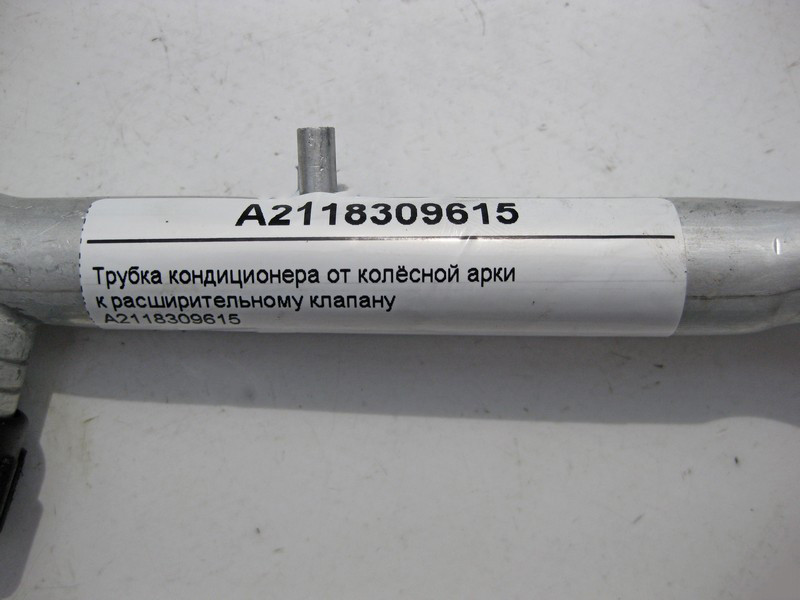 A2118309615
Трубка кондиционера от колёсной арки
к расширительному клапану
A2118309615